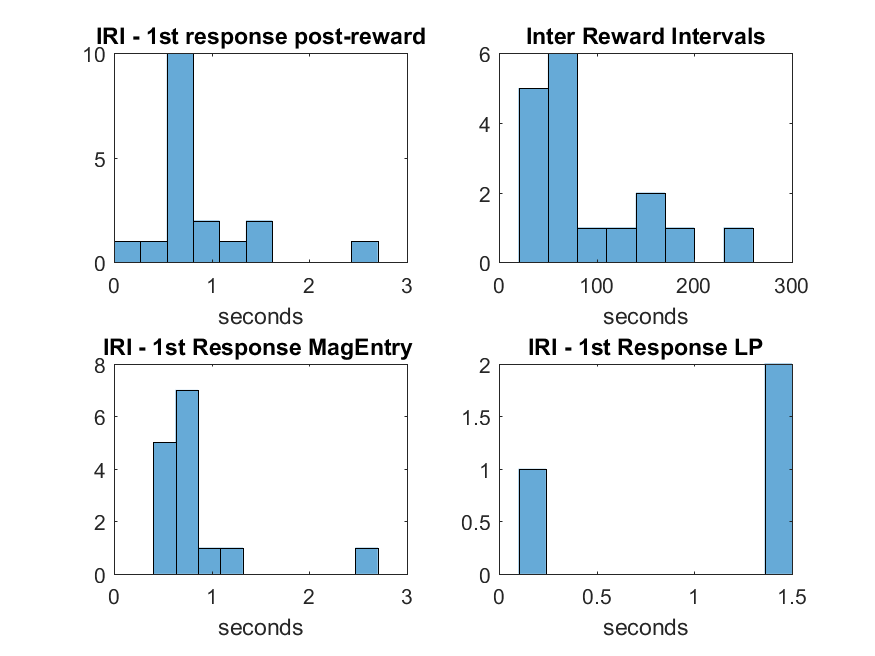 IRI - 1st response post-reward
10
5
0
0 1 2 3
seconds
Inter Reward Intervals
6
4
2
0
0 100 200 300
seconds
IRI - 1st Response MagEntry
8
6
4
2
0
0 1 2 3
seconds
IRI - 1st Response LP
2
1.5
1
0.5
0
0 0.5 1 1.5
seconds